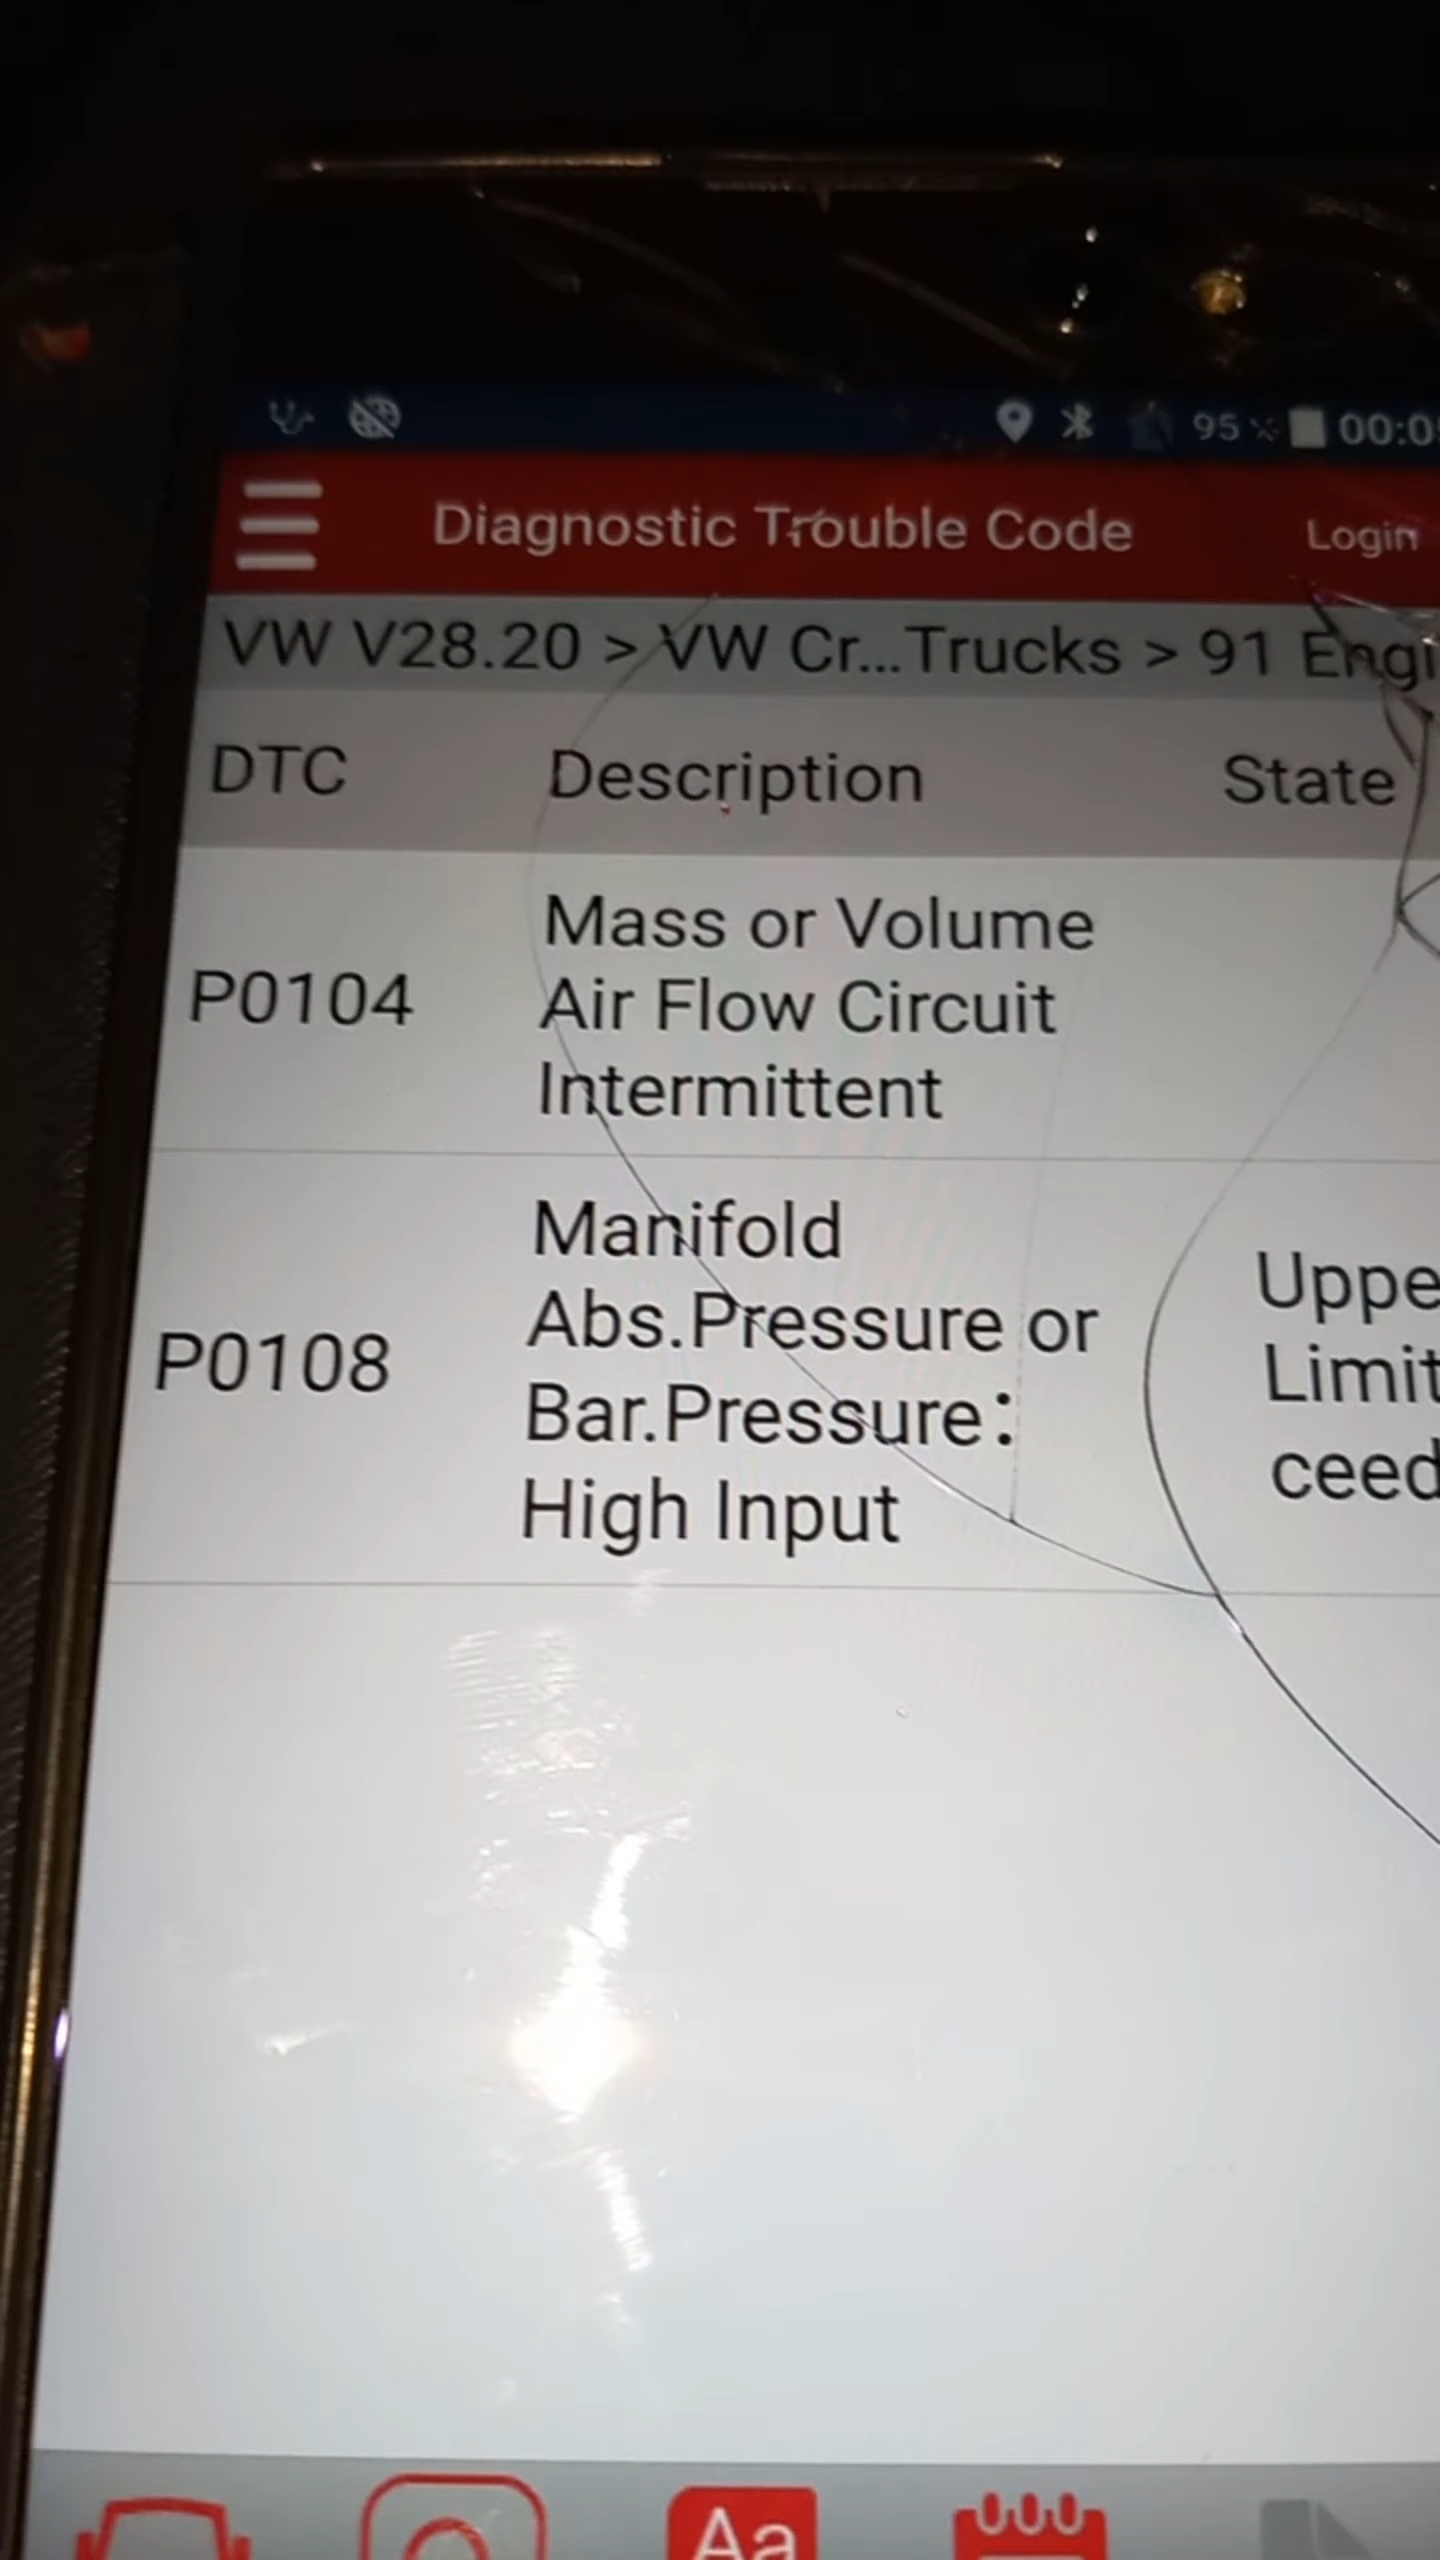 95% 00:0
Diagnostic Trouble Code Login
VW V28.20 > VW Cr...Trucks > 91 Engi
DTC Description State
P0104 Mass or Volume
Air Flow Circuit
Intermittent
P0108 Manifold
Abs.Pressure or
Bar.Pressure:
High Input
Uppe
Limit
ceed
Aa